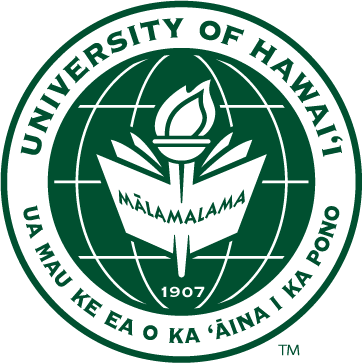 UNIVERSITY OF HAWAIʻI
MĀLAMALAMA
1907
UA MAU KE EA O KA ʻĀINA I KA PONO
TM